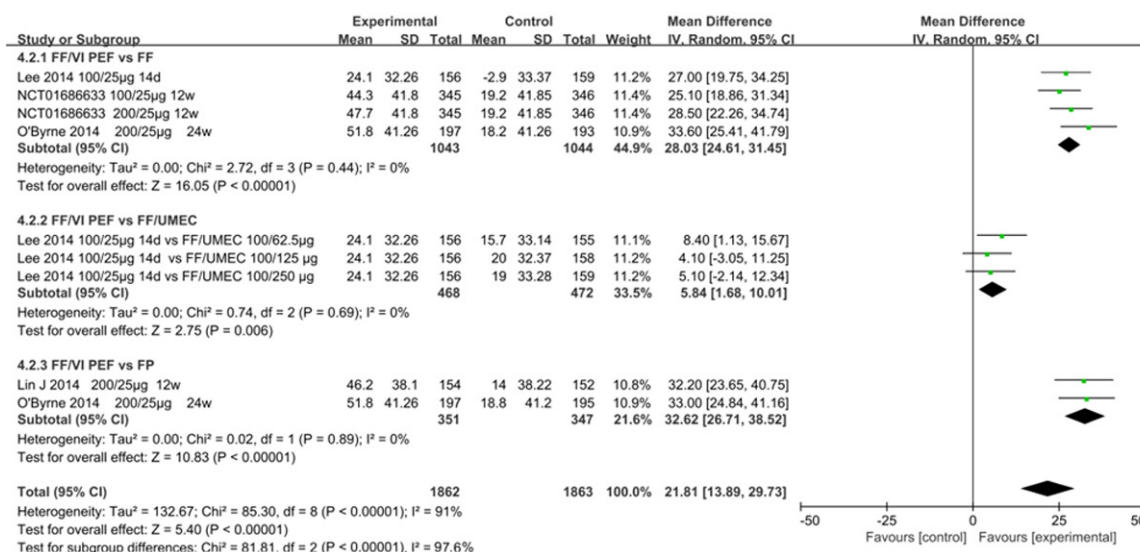 Experimental Control Mean Difference Mean Difference
Study or Subgroup Mean SD Total Mean SD Total Weight IV, Random, 95% CI IV, Random, 95% CI
4.2.1 FF/VI PEF vs FF
Lee 2014 100/25µg 14d 24.1 32.26 156 -2.9 33.37 159 11.2% 27.00 [19.75, 34.25]
NCT01686633 100/25µg 12w 44.3 41.8 345 19.2 41.85 346 11.4% 25.10 [18.86, 31.34]
NCT01686633 200/25µg 12w 47.7 41.8 345 19.2 41.85 346 11.4% 28.50 [22.26, 34.74]
O'Byrne 2014 200/25µg 24w 51.8 41.26 197 18.2 41.26 193 10.9% 33.60 [25.41, 41.79]
Subtotal (95% CI) 1043 1044 44.9% 28.03 [24.61, 31.45]
Heterogeneity: Tau² = 0.00; Chi² = 2.72, df = 3 (P = 0.44); I² = 0%
Test for overall effect: Z = 16.05 (P < 0.00001)
4.2.2 FF/VI PEF vs FF/UMEC
Lee 2014 100/25µg 14d vs FF/UMEC 100/62.5µg 24.1 32.26 156 15.7 33.14 155 11.1% 8.40 [1.13, 15.67]
Lee 2014 100/25µg 14d vs FF/UMEC 100/125 µg 24.1 32.26 156 20 32.37 158 11.2% 4.10 [-3.05, 11.25]
Lee 2014 100/25µg 14d vs FF/UMEC 100/250 µg 24.1 32.26 156 19 33.28 159 11.2% 5.10 [-2.14, 12.34]
Subtotal (95% CI) 468 472 33.5% 5.84 [1.68, 10.01]
Heterogeneity: Tau² = 0.00; Chi² = 0.74, df = 2 (P = 0.69); I² = 0%
Test for overall effect: Z = 2.75 (P = 0.006)
4.2.3 FF/VI PEF vs FP
Lin J 2014 200/25µg 12w 46.2 38.1 154 14 38.22 152 10.8% 32.20 [23.65, 40.75]
O'Byrne 2014 200/25µg 24w 51.8 41.26 197 18.8 41.2 195 10.9% 33.00 [24.84, 41.16]
Subtotal (95% CI) 351 347 21.6% 32.62 [26.71, 38.52]
Heterogeneity: Tau² = 0.00; Chi² = 0.02, df = 1 (P = 0.89); I² = 0%
Test for overall effect: Z = 10.83 (P < 0.00001)
Total (95% CI) 1862 1863 100.0% 21.81 [13.89, 29.73]
Heterogeneity: Tau² = 132.67; Chi² = 85.30, df = 8 (P < 0.00001); I² = 91%
Test for overall effect: Z = 5.40 (P < 0.00001)
Test for subgroup differences: Chi² = 81.81, df = 2 (P < 0.00001), I² = 97.6%
-50 -25 0 25 50
Favours [control] Favours [experimental]